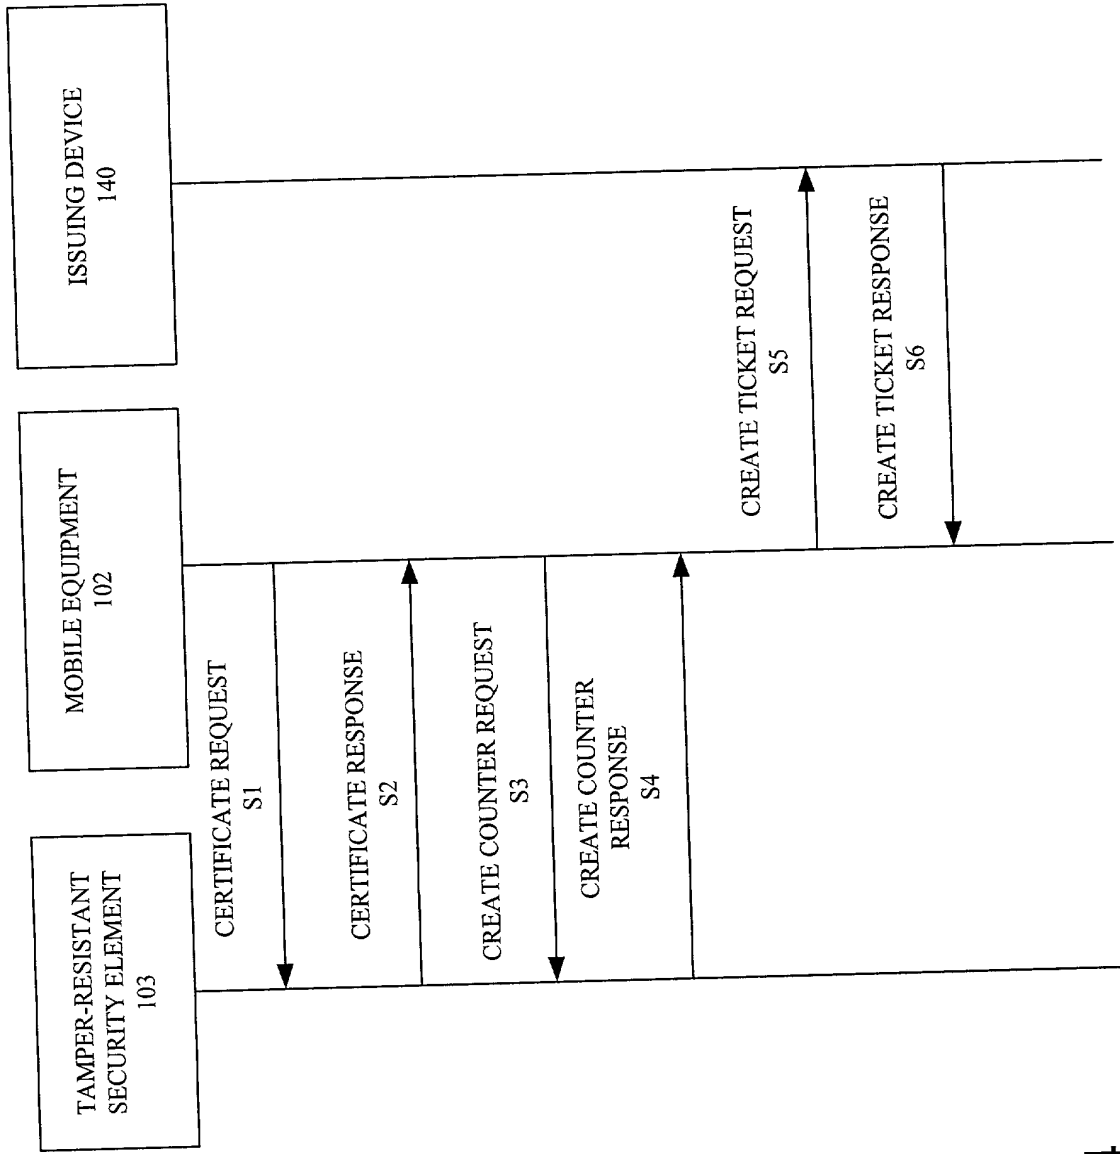 TAMPER-RESISTANT
SECURITY ELEMENT
103
MOBILE EQUIPMENT
102
ISSUING DEVICE
140
CERTIFICATE REQUEST
S1
CERTIFICATE RESPONSE
S2
CREATE COUNTER REQUEST
S3
CREATE COUNTER
RESPONSE
S4
CREATE TICKET REQUEST
S5
CREATE TICKET RESPONSE
S6